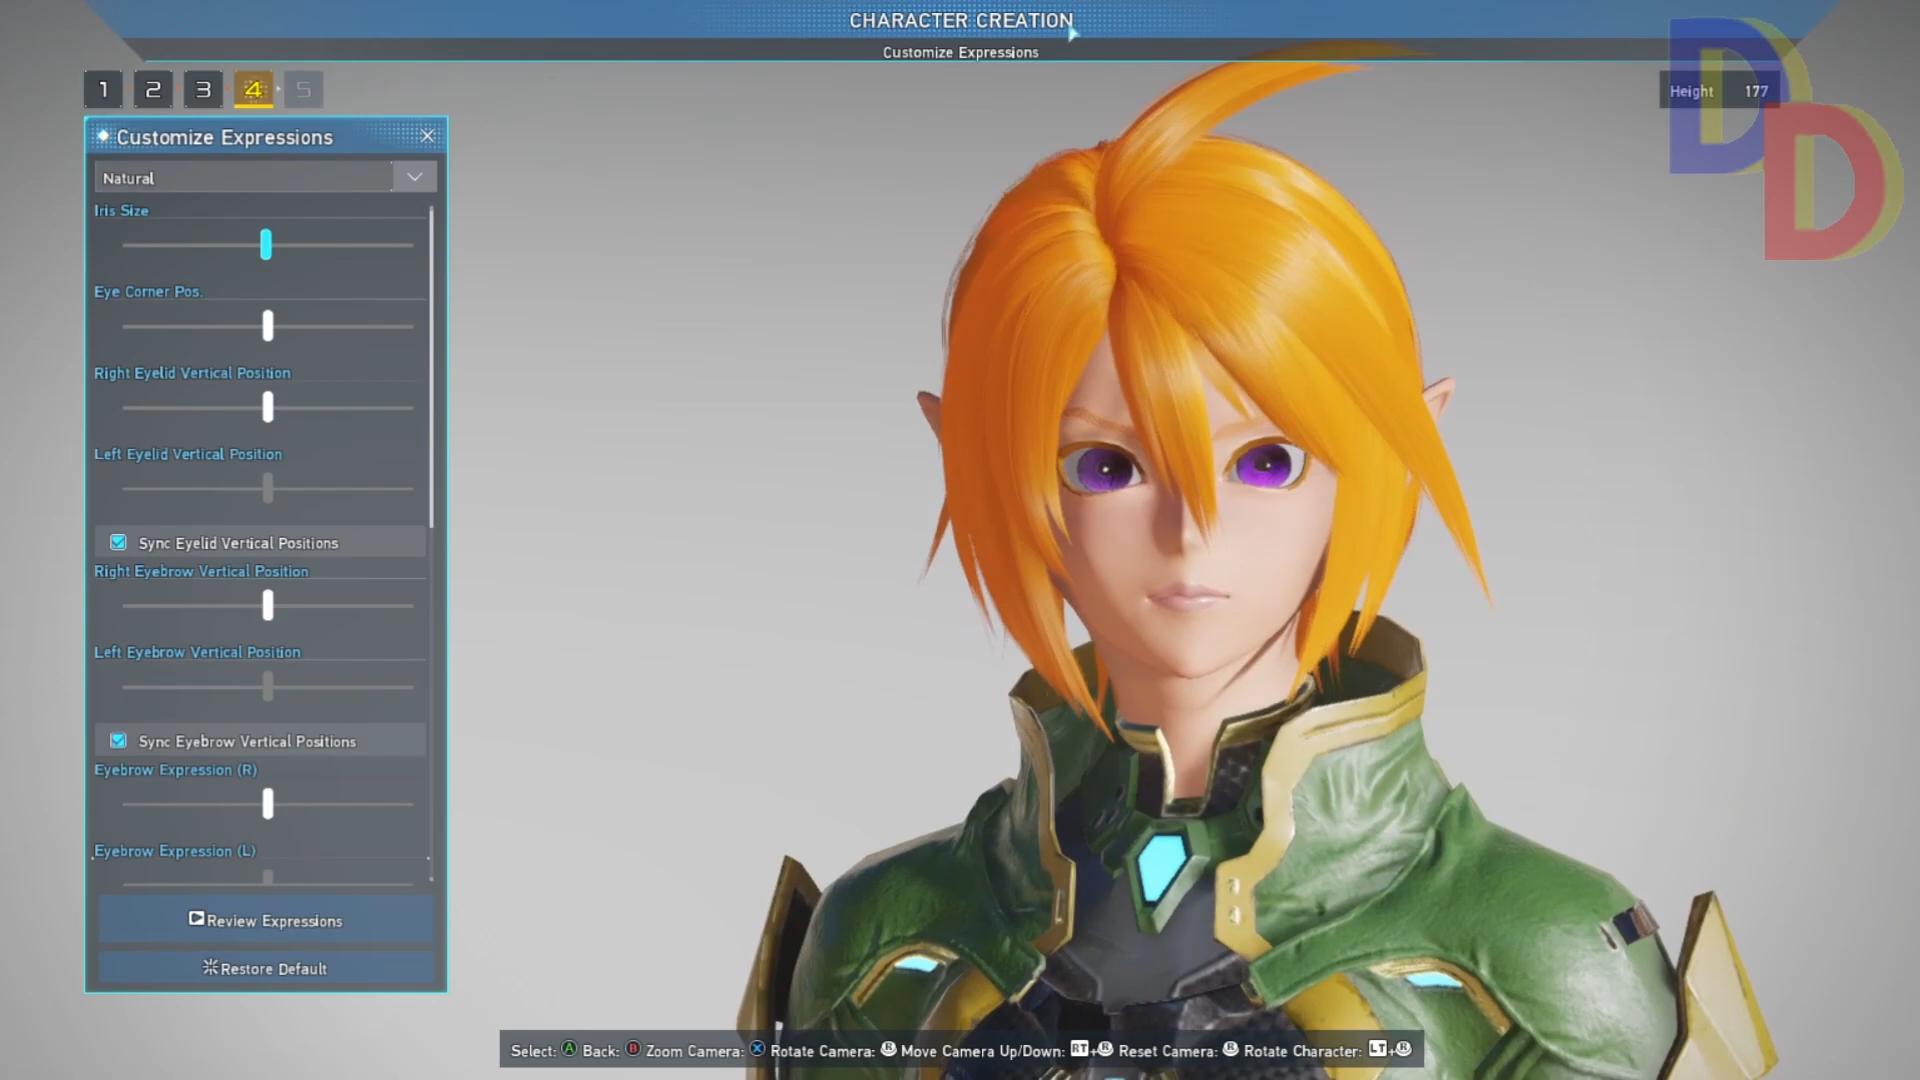 CHARACTER CREATION
Customize Expressions
1 2 3 4 5
Height 177
DD
Customize Expressions
Natural
Iris Size
Eye Corner Pos.
Right Eyelid Vertical Position
Left Eyelid Vertical Position
Sync Eyelid Vertical Positions
Right Eyebrow Vertical Position
Left Eyebrow Vertical Position
Sync Eyebrow Vertical Positions
Eyebrow Expression (R)
Eyebrow Expression (L)
Review Expressions
Restore Default
Select: A Back: B Zoom Camera: X Rotate Camera: R Move Camera Up/Down: RT+R Reset Camera: R Rotate Character: LT+R